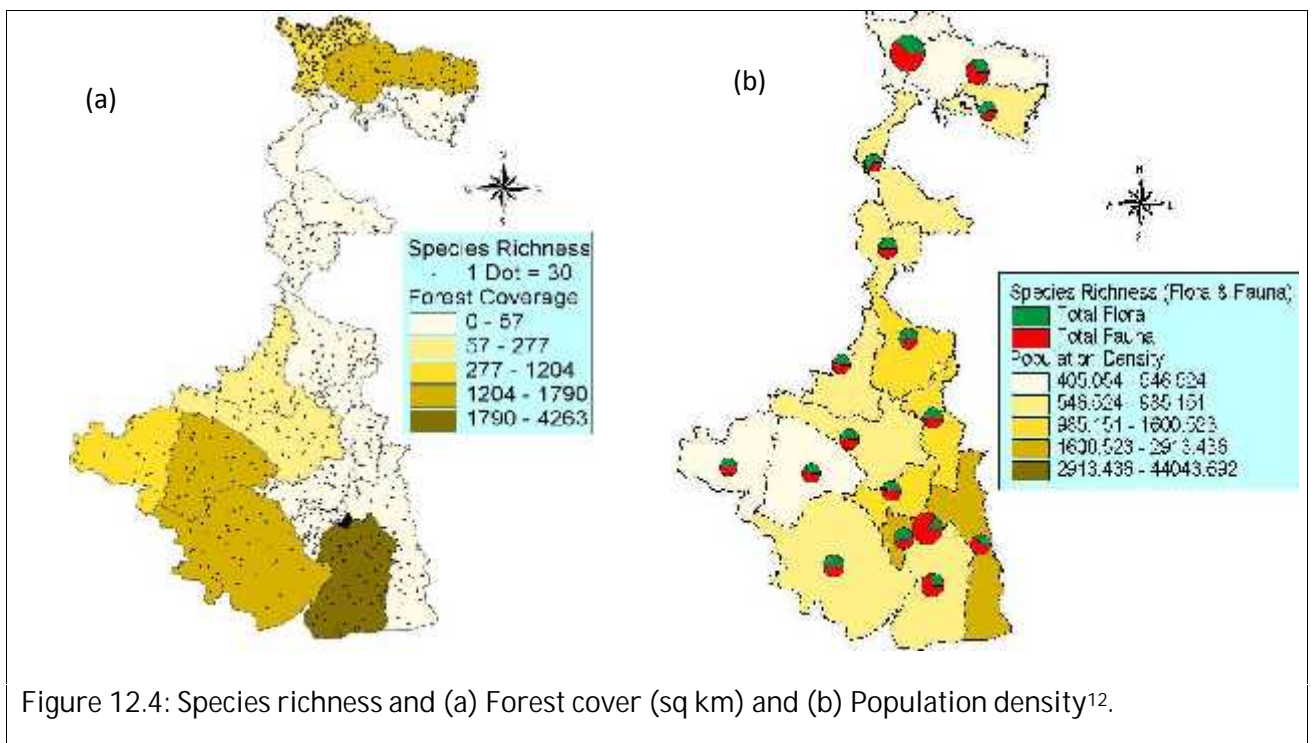 (a)
Species Richness
1 Dot = 30
Forest Coverage
0 - 57
57 - 277
277 - 1204
1204 - 1790
1790 - 4263
(b)
Species Richness (Flora & Fauna)
Total Flora
Total Fauna
Population Density
Figure 12.4: Species richness and (a) Forest cover (sq km) and (b) Population density¹².